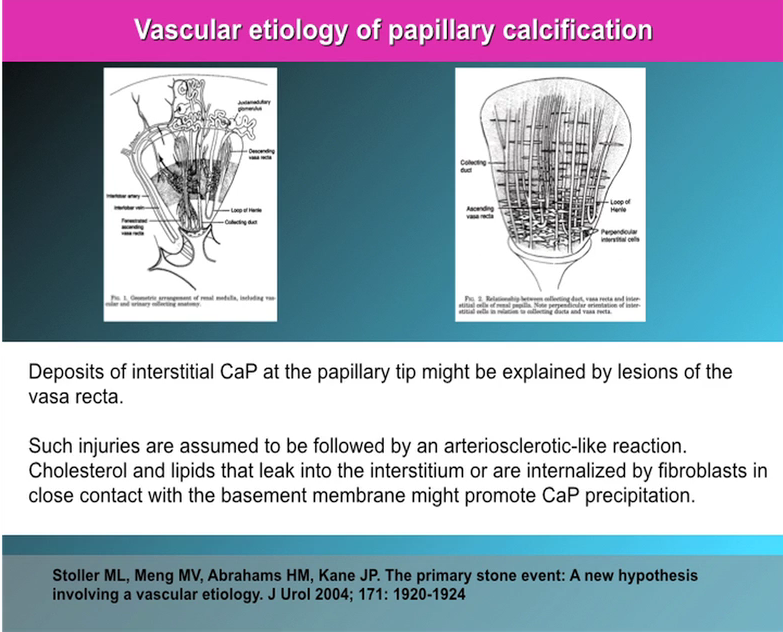 Vascular etiology of papillary calcification
Juxtamedullary
glomerulus
Descending
vasa recta
Interlobar artery
Interlobar vein
Fenestrated
ascending
vasa recta
Loop of Henle
Collecting duct
FIG. 1. Geometric arrangement of renal medulla, including vas-
cular and urinary collecting anatomy.
Collecting
duct
Ascending
vasa recta
Loop of
Henle
Perpendicular
interstitial cells
FIG. 2. Relationship between collecting duct, vasa recta and inter-
stitial cells of renal papilla. Note perpendicular orientation of inter-
stitial cells in relation to collecting ducts and vasa recta.
Deposits of interstitial CaP at the papillary tip might be explained by lesions of the
vasa recta.
Such injuries are assumed to be followed by an arteriosclerotic-like reaction.
Cholesterol and lipids that leak into the interstitium or are internalized by fibroblasts in
close contact with the basement membrane might promote CaP precipitation.
Stoller ML, Meng MV, Abrahams HM, Kane JP. The primary stone event: A new hypothesis
involving a vascular etiology. J Urol 2004; 171: 1920-1924